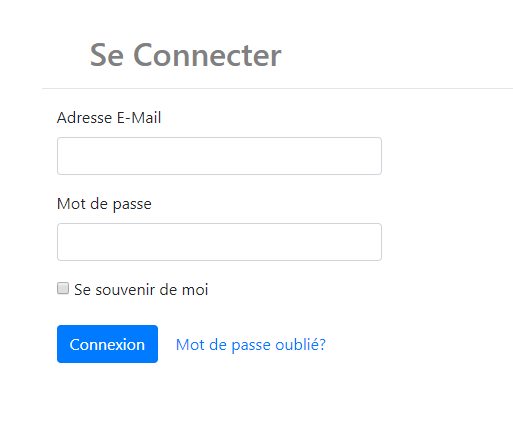 Se Connecter
Adresse E-Mail
Mot de passe
Se souvenir de moi
Connexion Mot de passe oublié?